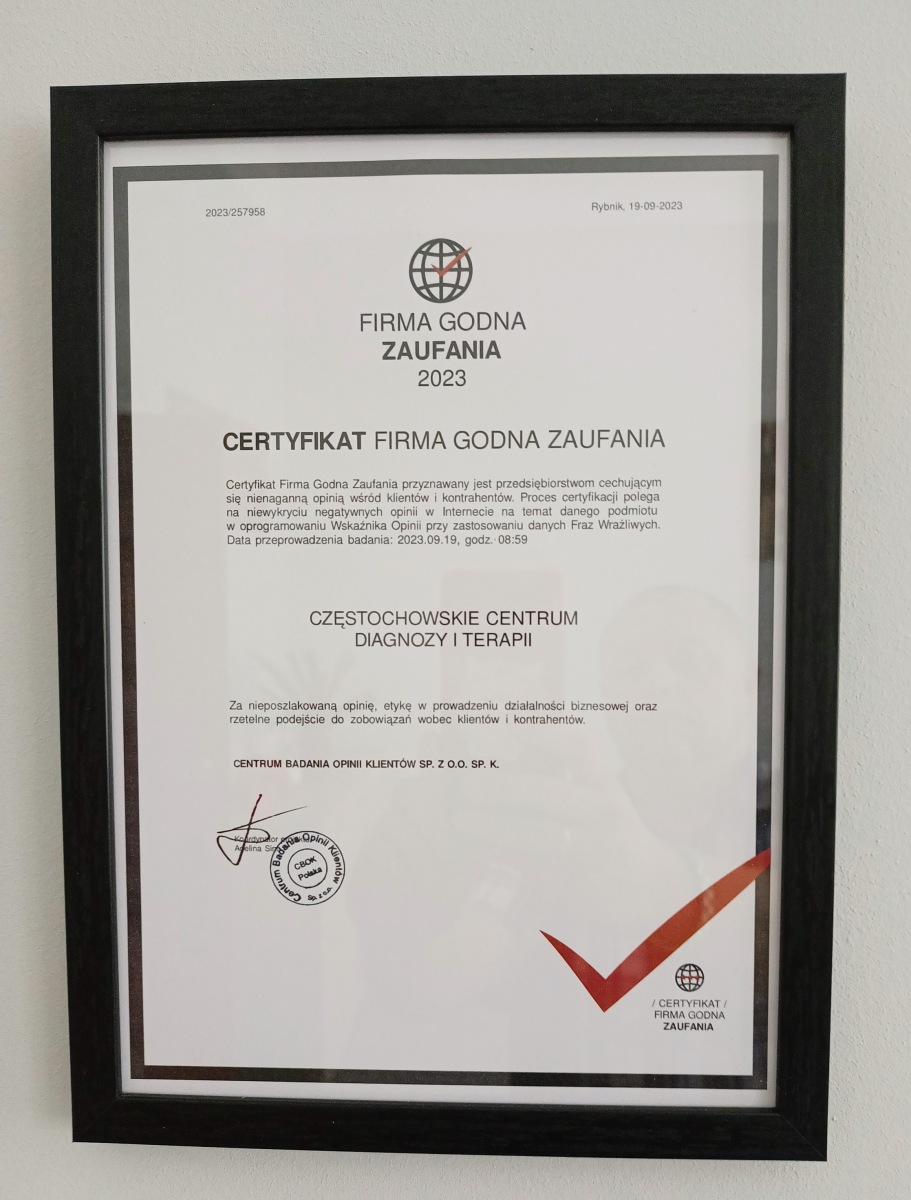 2023/257958
Rybnik, 19-09-2023
FIRMA GODNA
ZAUFANIA
2023
CERTYFIKAT FIRMA GODNA ZAUFANIA
Certyfikat Firma Godna Zaufania przyznawany jest przedsiębiorstwom cechującym
się nienaganną opinią wśród klientów i kontrahentów. Proces certyfikacji polega
na niewykryciu negatywnych opinii w Internecie na temat danego podmiotu
w oprogramowaniu Wskaźnika Opinii przy zastosowaniu danych Fraz Wrażliwych.
Data przeprowadzenia badania: 2023.09.19, godz. 08:59
CZĘSTOCHOWSKIE CENTRUM
DIAGNOZY I TERAPII
Za nieposzlakowaną opinię, etykę w prowadzeniu działalności biznesowej oraz
rzetelne podejście do zobowiązań wobec klientów i kontrahentów.
CENTRUM BADANIA OPINII KLIENTÓW SP. Z O.O. SP. K.
Koordynator
Adelina
Centrum Badania Opinii Klientów
Sp. z o.o.
CBOK
Polska
/ CERTYFIKAT /
FIRMA GODNA
ZAUFANIA